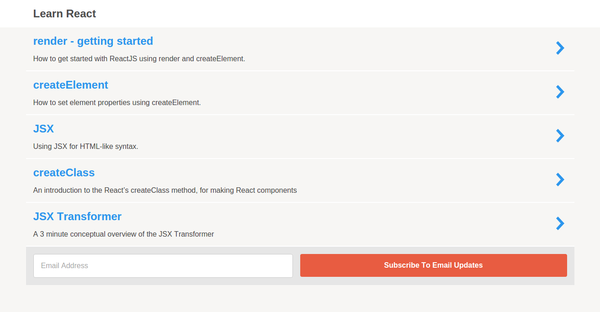 Learn React
render - getting started
How to get started with ReactJS using render and createElement.
createElement
How to set element properties using createElement.
JSX
Using JSX for HTML-like syntax.
createClass
An introduction to the React's createClass method, for making React components
JSX Transformer
A 3 minute conceptual overview of the JSX Transformer
Email Address
Subscribe To Email Updates